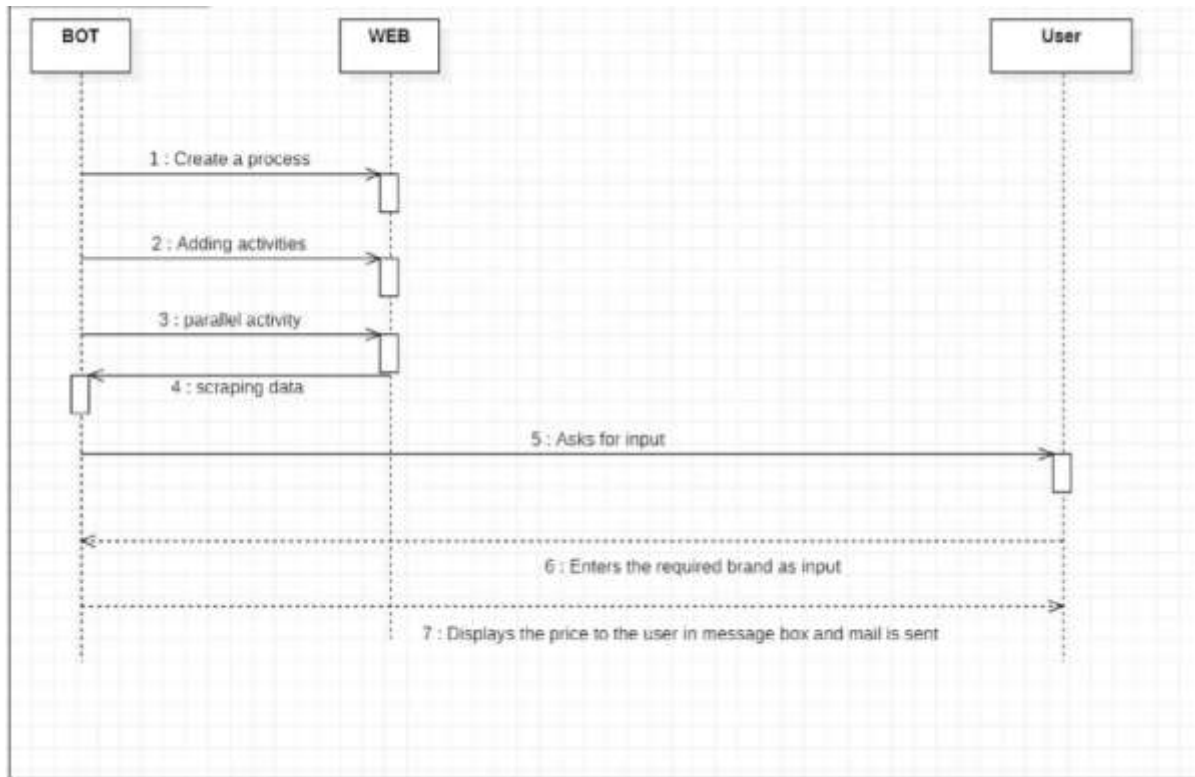 BOT
WEB
User
1 : Create a process
2 : Adding activities
3 : parallel activity
4 : scraping data
5 : Asks for input
6 : Enters the required brand as input
7 : Displays the price to the user in message box and mail is sent